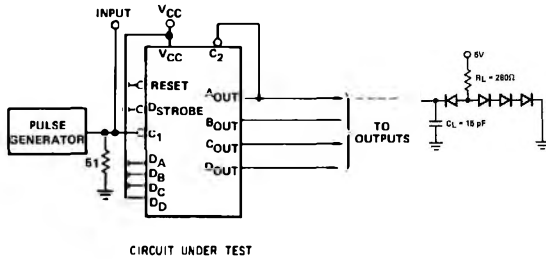 INPUT
VCC
VCC
C2
RESET
DSTROBE
C1
DA
DB
DC
DD
AOUT
BOUT
COUT
DOUT
PULSE
GENERATOR
51
TO
OUTPUTS
5V
RL = 280Ω
CL = 15 pF
CIRCUIT UNDER TEST